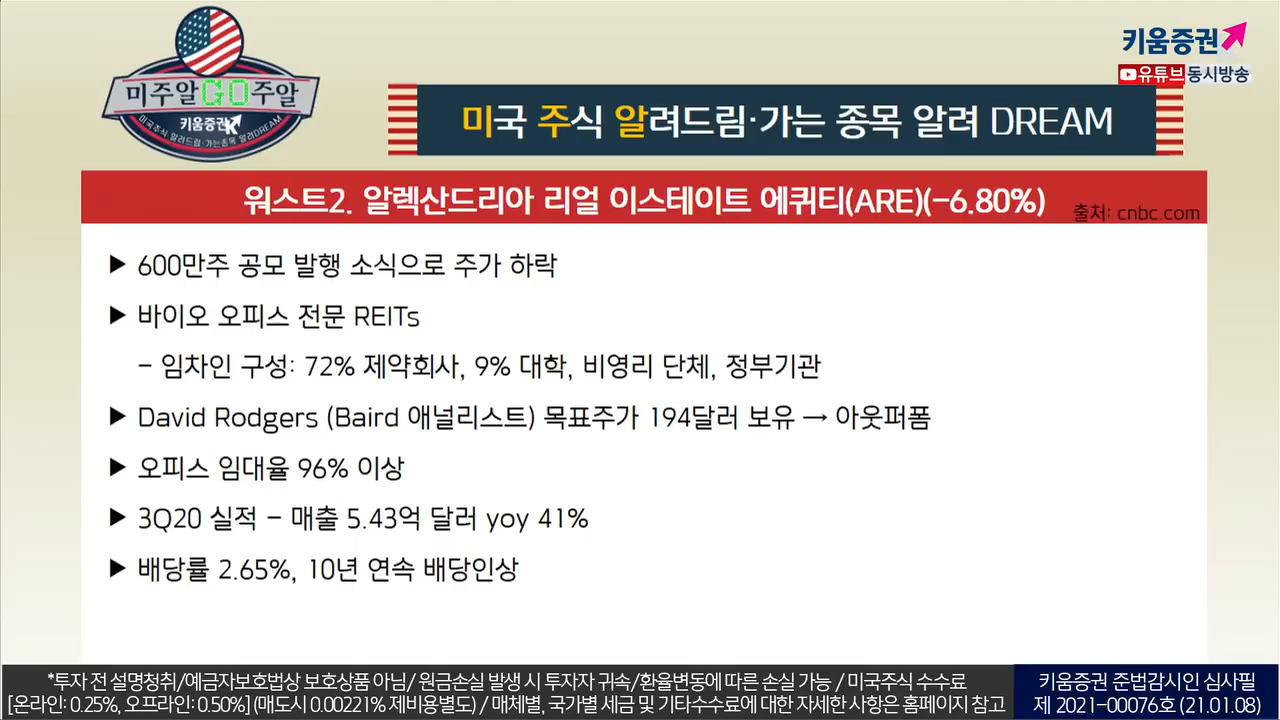 미주알GO주알
키움증권
미국주식 알려드림·가는종목 알려DREAM
키움증권
유튜브동시방송
미국 주식 알려드림·가는 종목 알려 DREAM
워스트2. 알렉산드리아 리얼 이스테이트 에퀴티(ARE)(-6.80%)
출처: cnbc.com
▶ 600만주 공모 발행 소식으로 주가 하락
▶ 바이오 오피스 전문 REITs
- 임차인 구성: 72% 제약회사, 9% 대학, 비영리 단체, 정부기관
▶ David Rodgers (Baird 애널리스트) 목표주가 194달러 보유 → 아웃퍼폼
▶ 오피스 임대율 96% 이상
▶ 3Q20 실적 - 매출 5.43억 달러 yoy 41%
▶ 배당률 2.65%, 10년 연속 배당인상
*투자 전 설명청취/예금자보호법상 보호상품 아님/ 원금손실 발생 시 투자자 귀속/환율변동에 따른 손실 가능 / 미국주식 수수료
[온라인: 0.25%, 오프라인: 0.50%] (매도시 0.00221% 제비용별도) / 매체별, 국가별 세금 및 기타수수료에 대한 자세한 사항은 홈페이지 참고
키움증권 준법감시인 심사필
제 2021-00076호 (21.01.08)